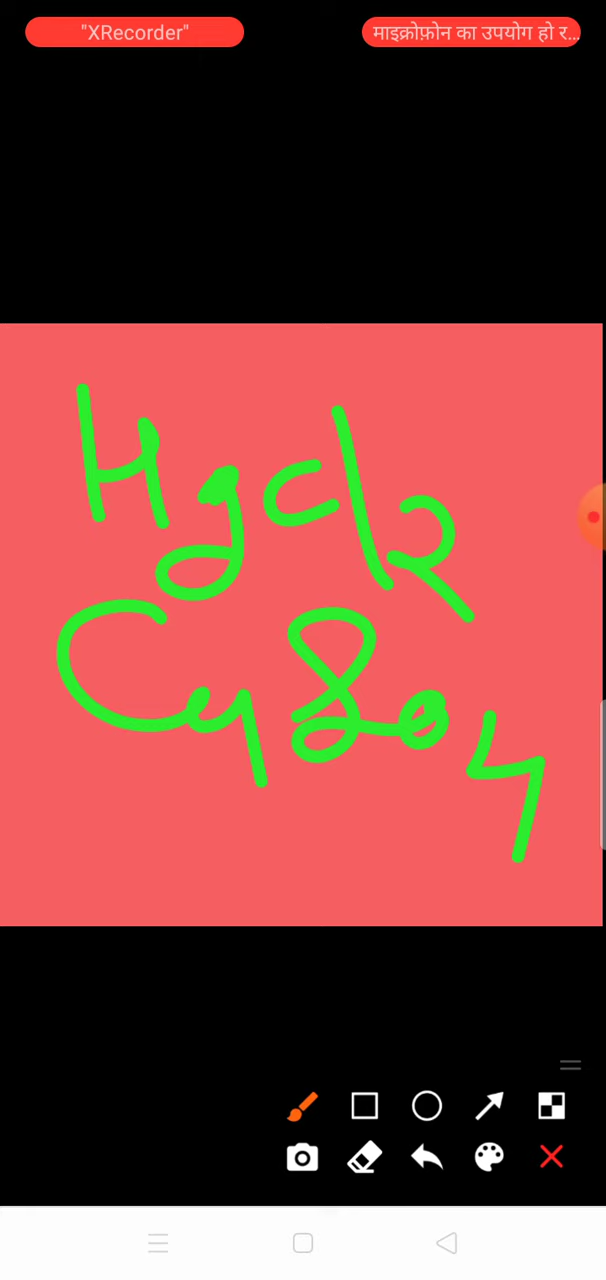 "XRecorder" माइक्रोफ़ोन का उपयोग हो र...
Hgcl2
CuSo4